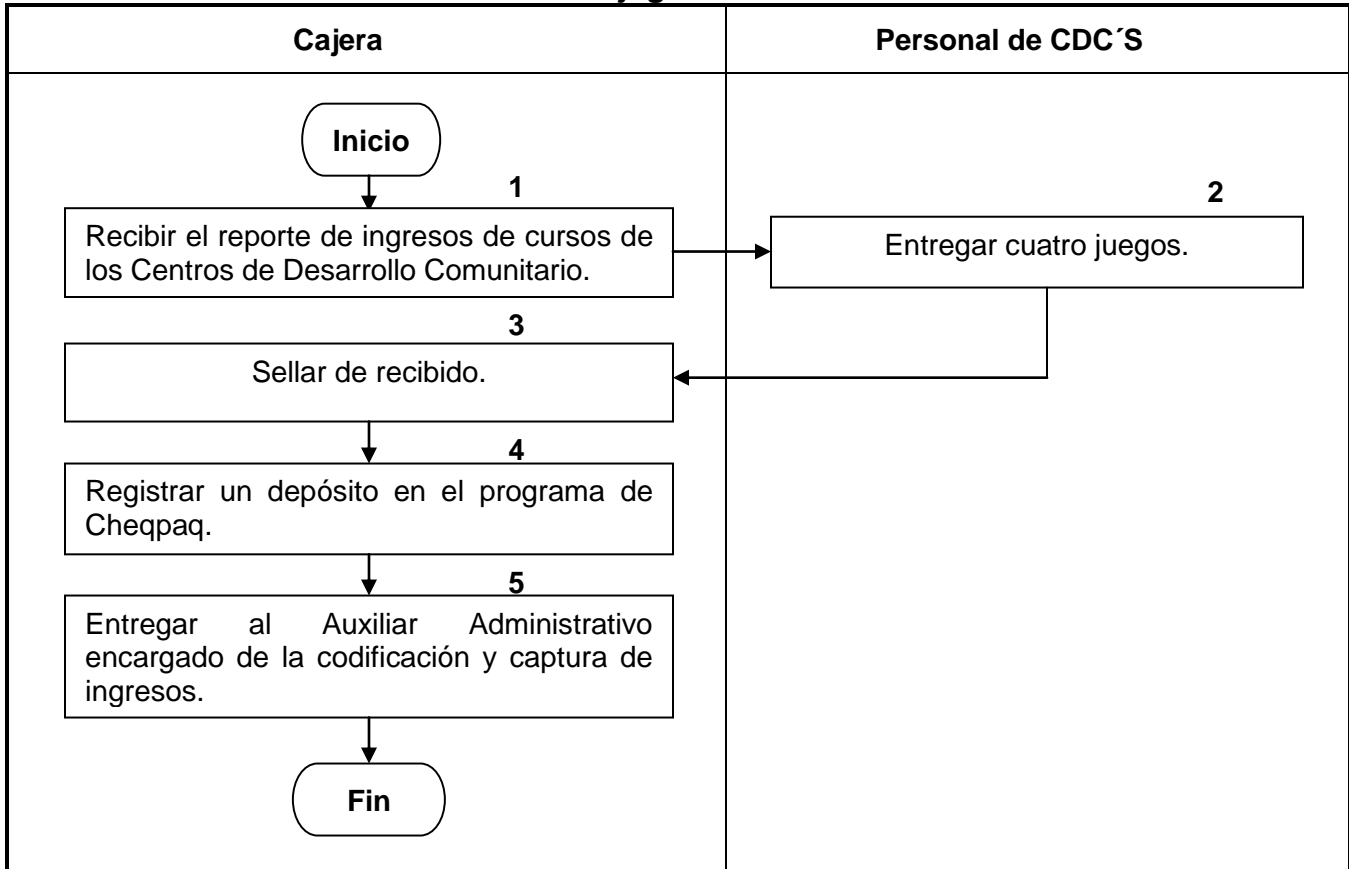 Cajera
Personal de CDC´S
Inicio
1
Recibir el reporte de ingresos de cursos de
los Centros de Desarrollo Comunitario.
2
Entregar cuatro juegos.
3
Sellar de recibido.
4
Registrar un depósito en el programa de
Cheqpaq.
5
Entregar al Auxiliar Administrativo
encargado de la codificación y captura de
ingresos.
Fin